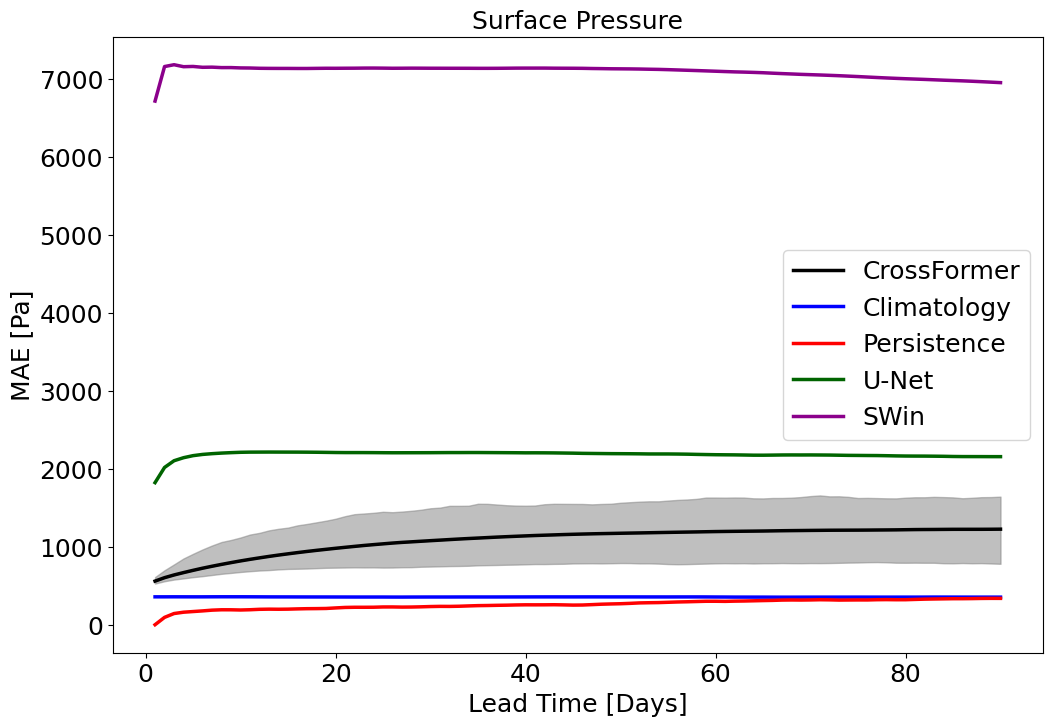 Surface Pressure
MAE [Pa]
7000
6000
5000
4000
3000
2000
1000
0
CrossFormer
Climatology
Persistence
U-Net
SWin
0 20 40 60 80
Lead Time [Days]